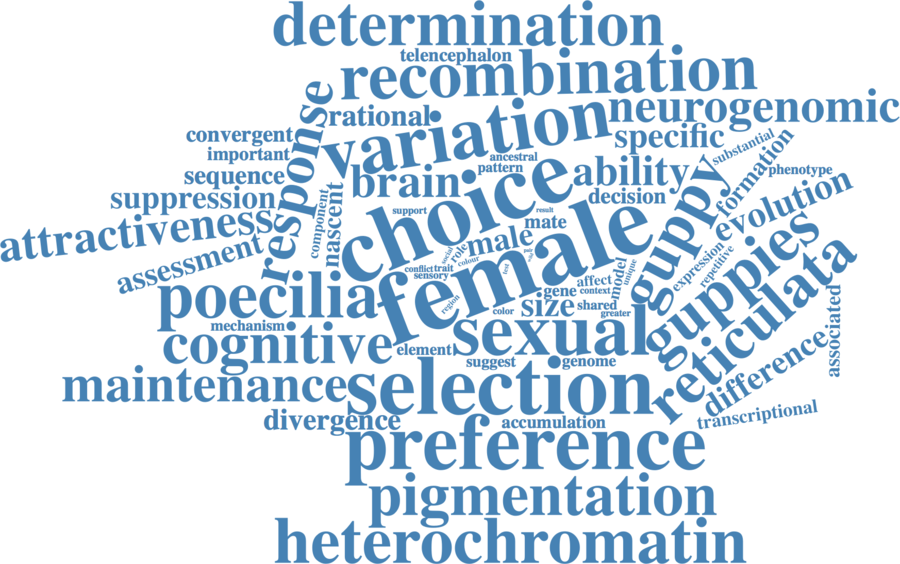 determination
telencephalon
recombination
response
rational
neurogenomic
variation
convergent
specific
substantial
important
ancestral
pattern
formation
phenotype
sequence
brain
choice
ability
decision
guppy
evolution
suppression
component
nascent
support
result
mate
attractiveness
female
male
role
social
colour
assessment
conflict
trait
sensory
test
pair
wide
model
unique
expression
repetitive
guppies
reticulata
poecilia
region
gene
affect
context
size
shared
greater
color
mechanism
sexual
associated
cognitive
element
suggest
genome
difference
maintenance
selection
transcriptional
divergence
accumulation
preference
pigmentation
heterochromatin